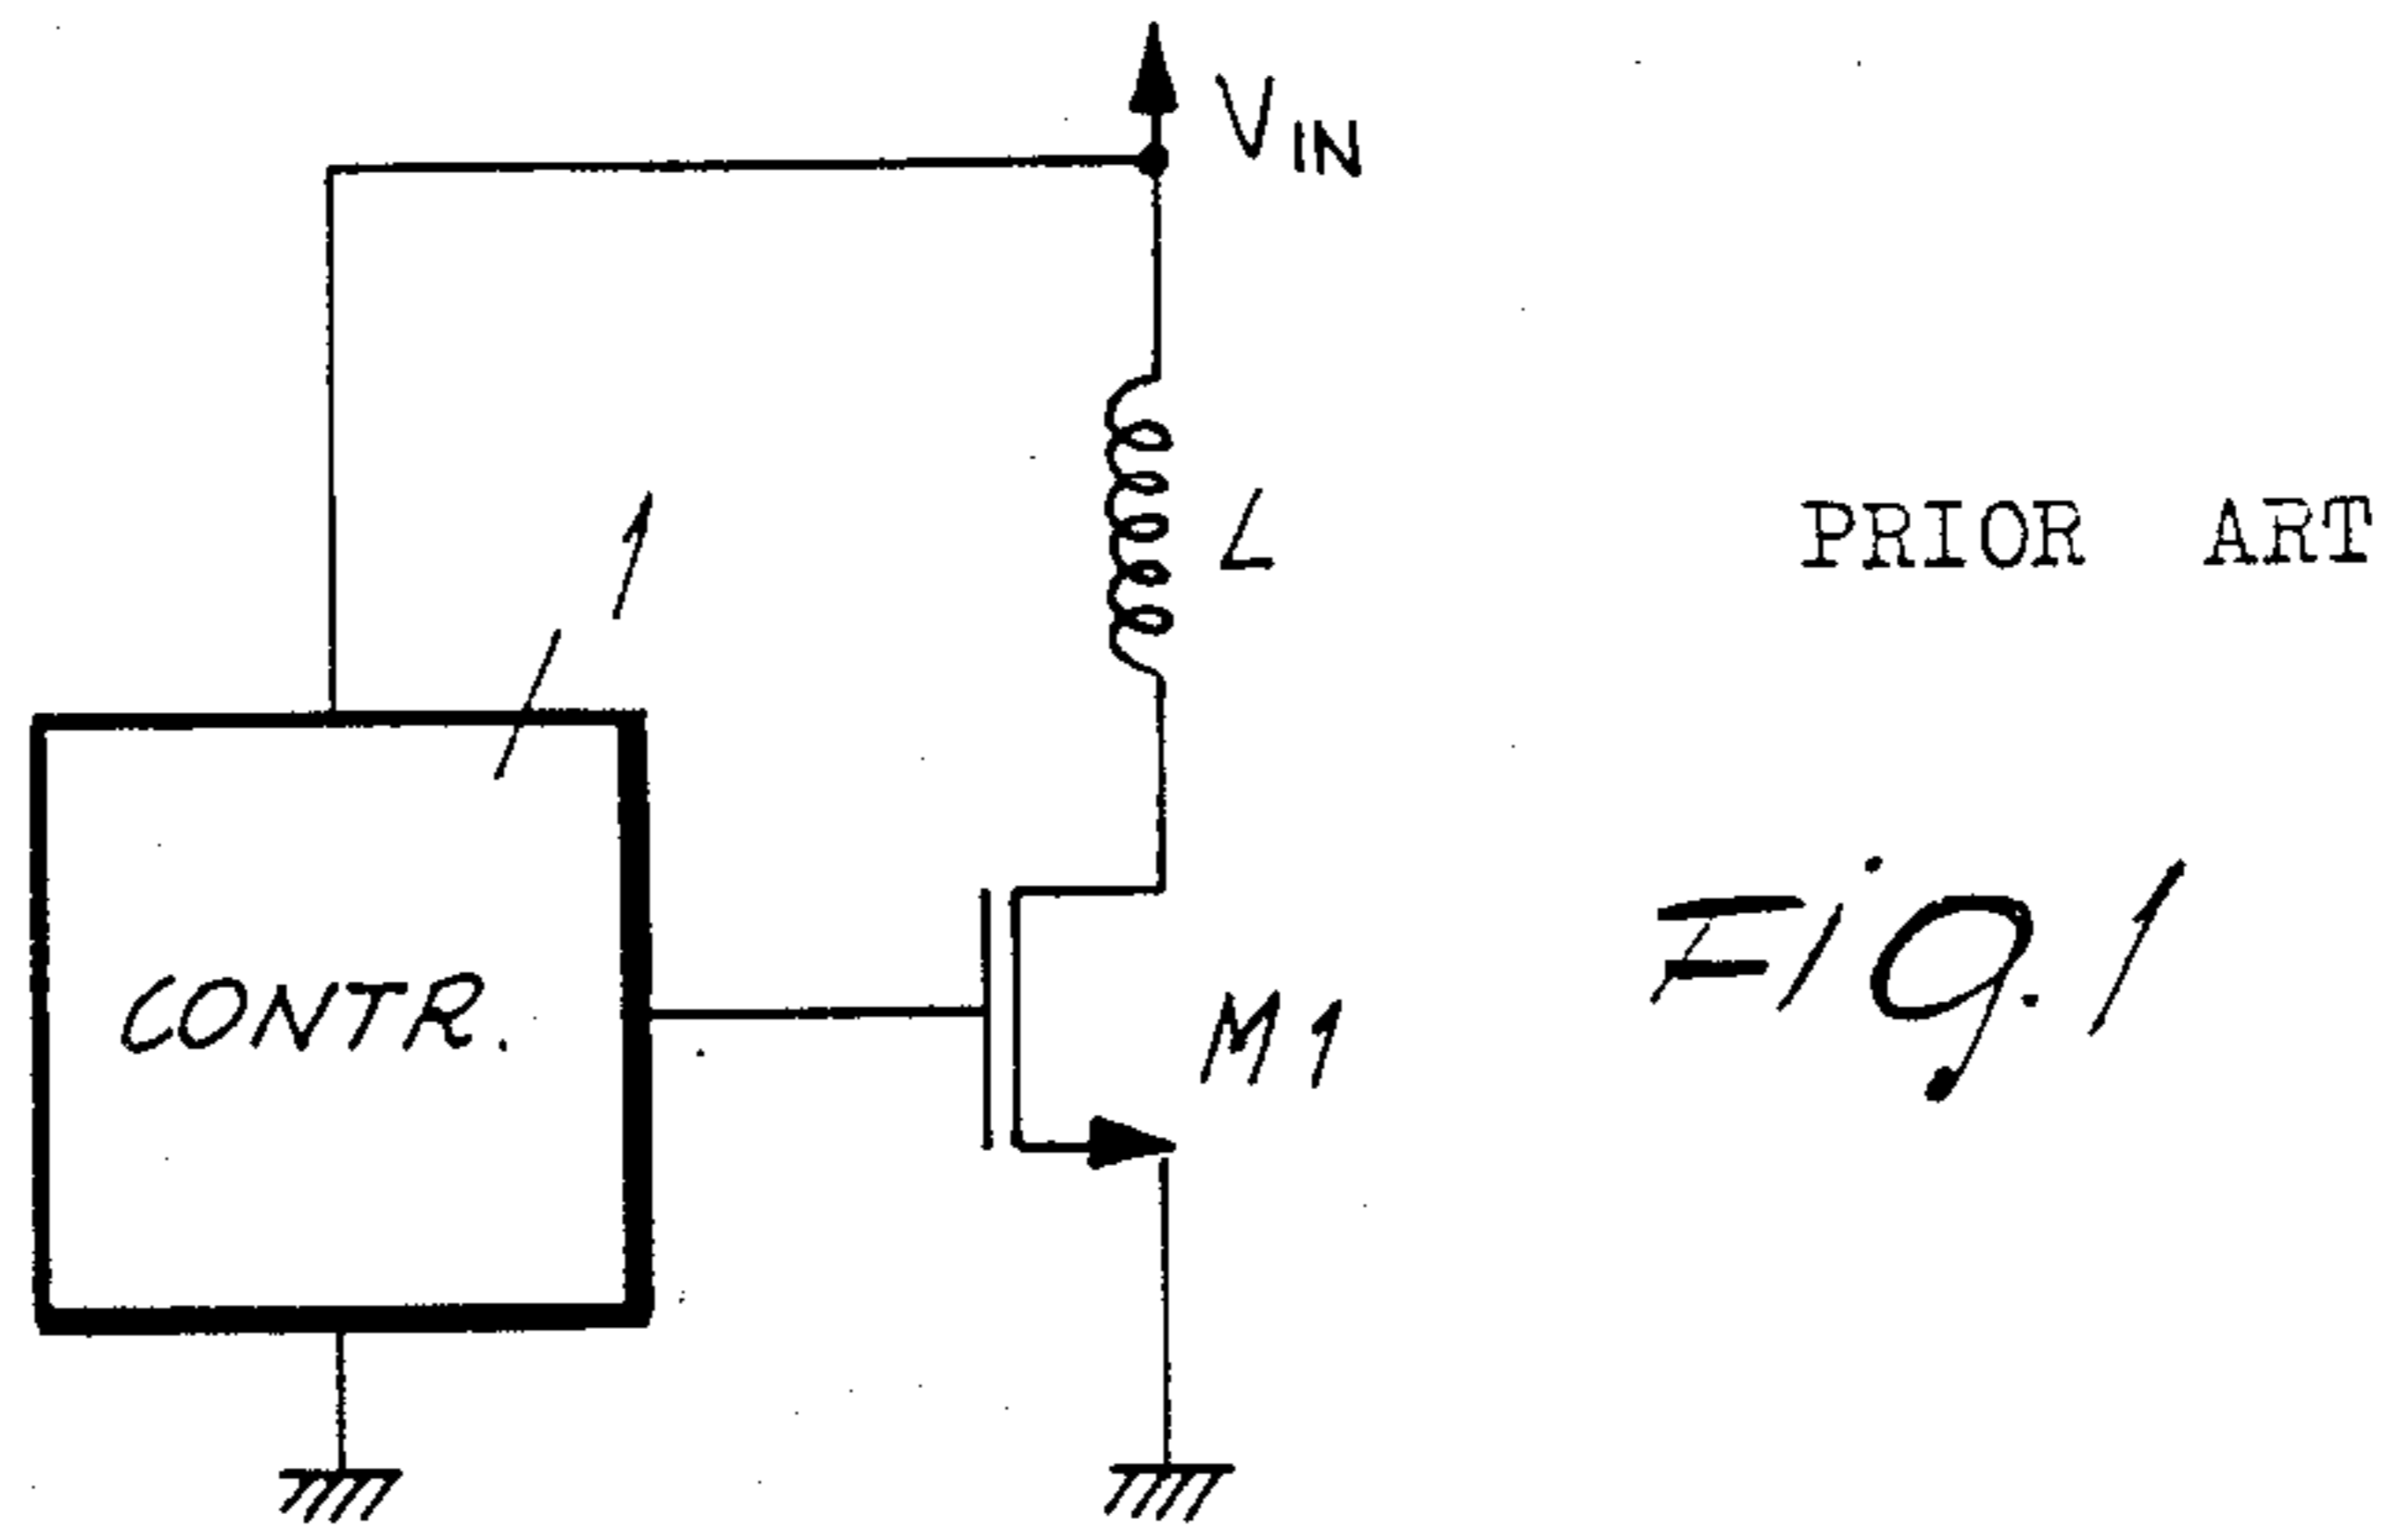 VIN
1
L
PRIOR ART
CONTR.
M1
Fig. 1